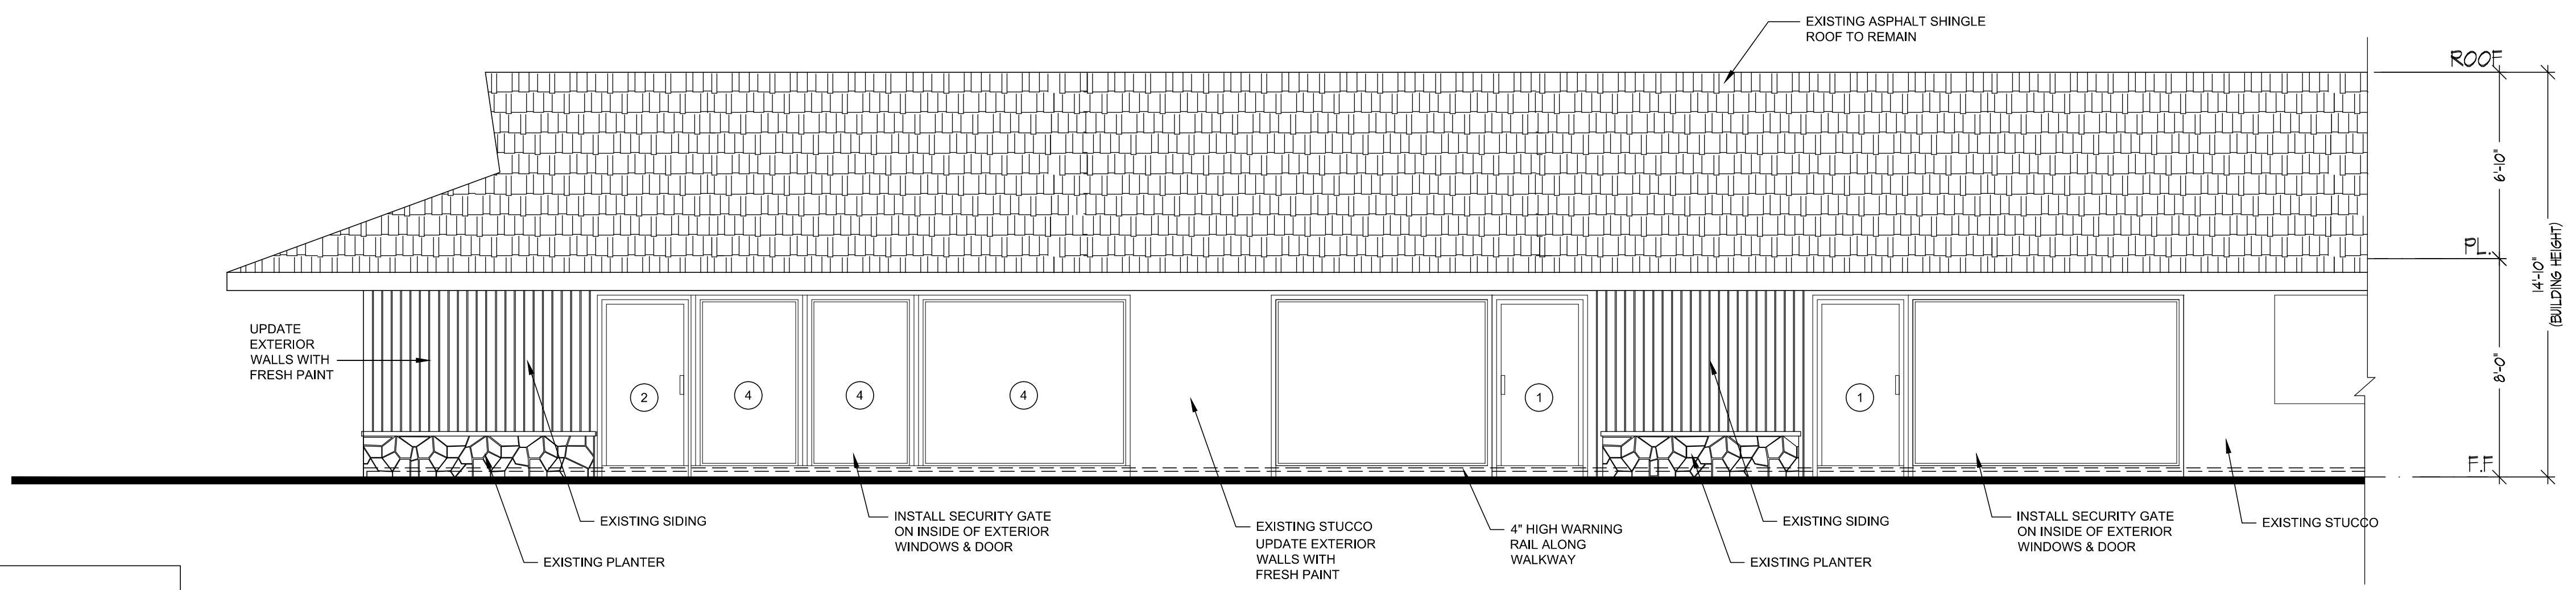 EXISTING ASPHALT SHINGLE
ROOF TO REMAIN
ROOF
6'-10"
P.L.
14'-10"
(BUILDING HEIGHT)
8'-0"
F.F
UPDATE
EXTERIOR
WALLS WITH
FRESH PAINT
2
4
4
4
1
1
EXISTING SIDING
EXISTING PLANTER
INSTALL SECURITY GATE
ON INSIDE OF EXTERIOR
WINDOWS & DOOR
EXISTING STUCCO
UPDATE EXTERIOR
WALLS WITH
FRESH PAINT
4" HIGH WARNING
RAIL ALONG
WALKWAY
EXISTING SIDING
EXISTING PLANTER
INSTALL SECURITY GATE
ON INSIDE OF EXTERIOR
WINDOWS & DOOR
EXISTING STUCCO